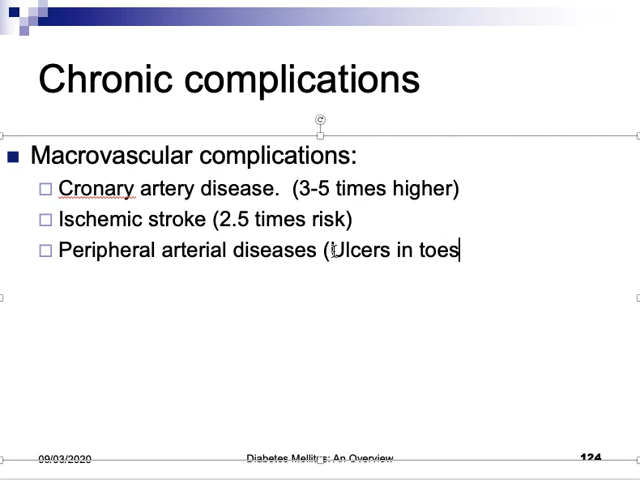 Chronic complications
Macrovascular complications:
Cronary artery disease. (3-5 times higher)
Ischemic stroke (2.5 times risk)
Peripheral arterial diseases (Ulcers in toes
09/03/2020 Diabetes Mellitus: An Overview 124